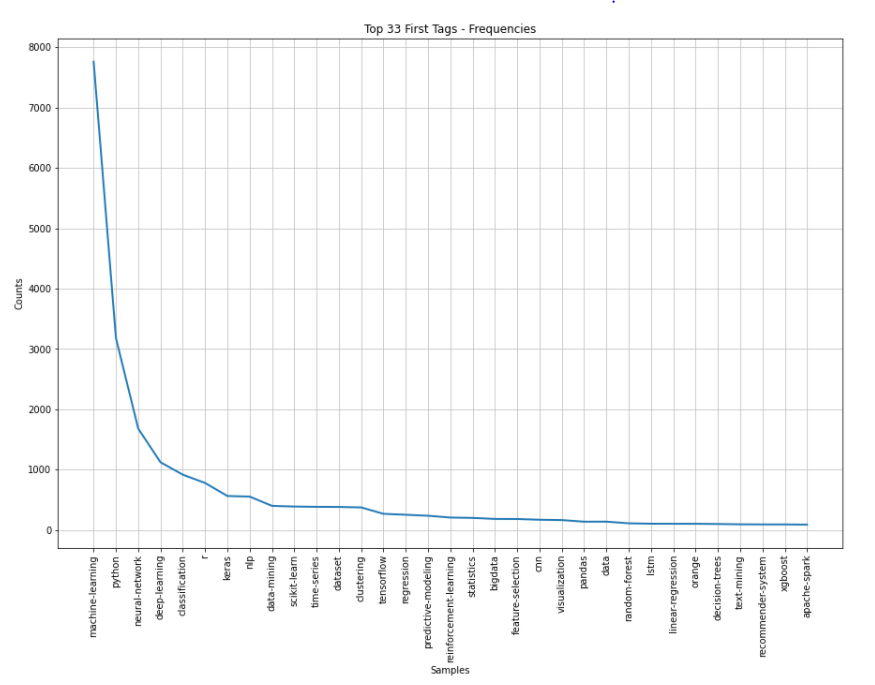 Top 33 First Tags - Frequencies
8000
7000
6000
5000
4000
3000
2000
1000
0
Counts
machine-learning
python
neural-network
deep-learning
classification
r
keras
nlp
data-mining
scikit-learn
time-series
dataset
clustering
tensorflow
regression
predictive-modeling
reinforcement-learning
statistics
bigdata
feature-selection
cnn
visualization
pandas
data
random-forest
lstm
linear-regression
orange
decision-trees
text-mining
recommender-system
xgboost
apache-spark
Samples